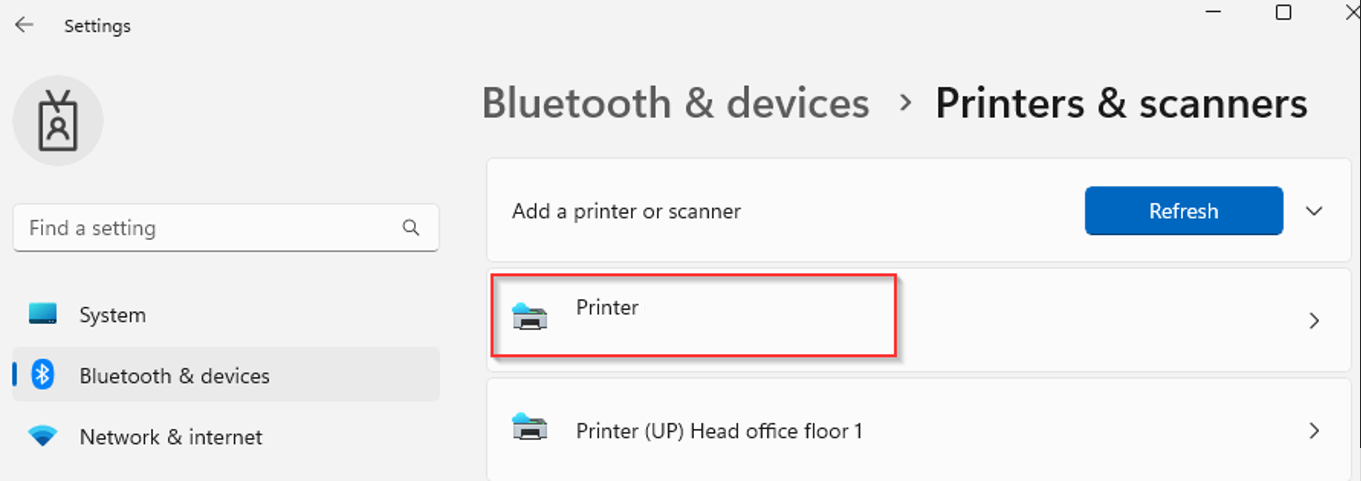 Settings
Bluetooth & devices > Printers & scanners
Find a setting
System
Bluetooth & devices
Network & internet
Add a printer or scanner
Refresh
Printer
Printer (UP) Head office floor 1